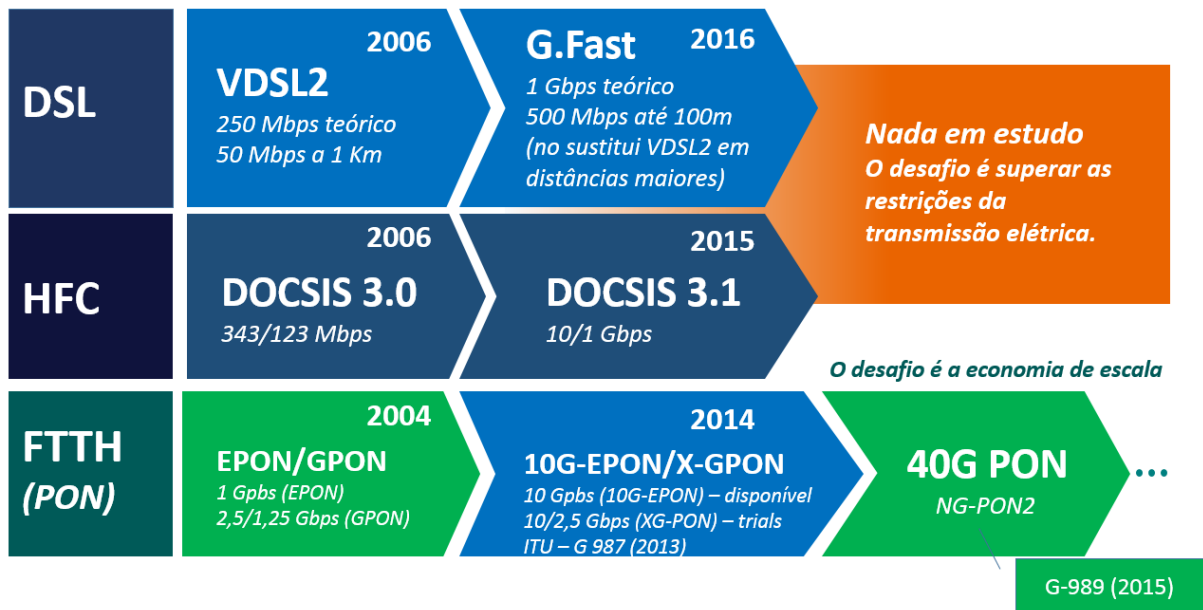 DSL
2006
VDSL2
250 Mbps teórico
50 Mbps a 1 Km
G.Fast
2016
1 Gbps teórico
500 Mbps até 100m
(no sustitui VDSL2 em
distâncias maiores)
Nada em estudo
O desafio é superar as
restrições da
transmissão elétrica.
HFC
2006
DOCSIS 3.0
343/123 Mbps
2015
DOCSIS 3.1
10/1 Gbps
O desafio é a economia de escala
FTTH
(PON)
2004
EPON/GPON
1 Gpbs (EPON)
2,5/1,25 Gbps (GPON)
2014
10G-EPON/X-GPON
10 Gpbs (10G-EPON) – disponível
10/2,5 Gbps (XG-PON) – trials
ITU – G 987 (2013)
40G PON
NG-PON2
...
G-989 (2015)